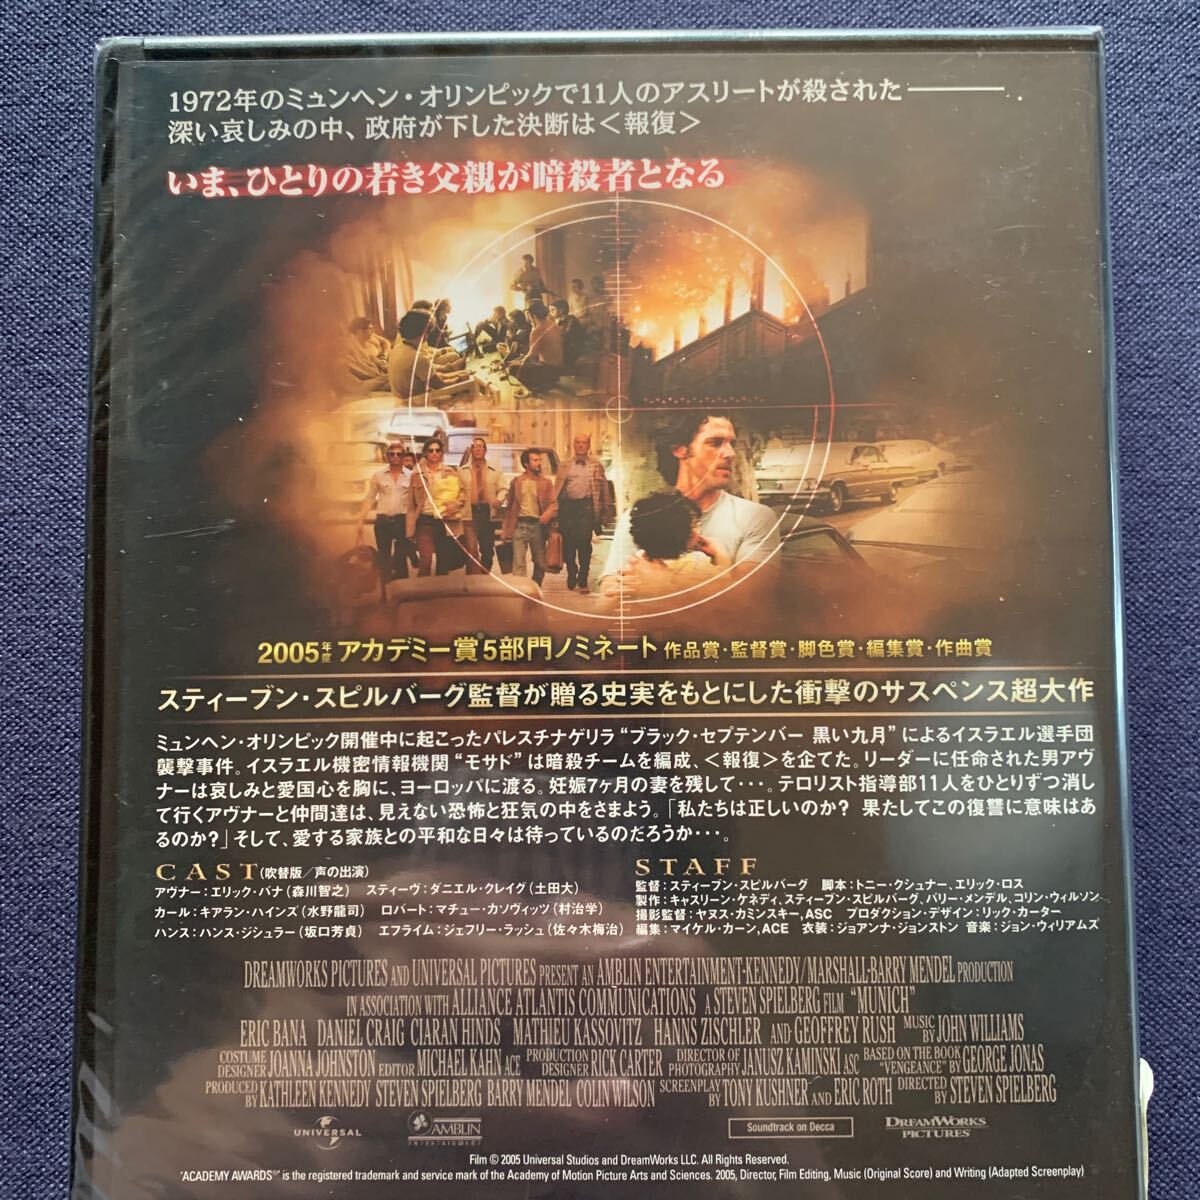 1972年のミュンヘン・オリンピックで11人のアスリートが殺された――
深い哀しみの中、政府が下した決断は＜報復＞
いま、ひとりの若き父親が暗殺者となる
2005年度 アカデミー賞®5部門ノミネート 作品賞・監督賞・脚色賞・編集賞・作曲賞
スティーブン・スピルバーグ監督が贈る史実をもとにした衝撃のサスペンス超大作
ミュンヘン・オリンピック開催中に起こったパレスチナゲリラ“ブラック・セプテンバー 黒い九月”によるイスラエル選手団
襲撃事件。イスラエル機密情報機関“モサド”は暗殺チームを編成、＜報復＞を企てた。リーダーに任命された男アヴ
ナーは哀しみと愛国心を胸に、ヨーロッパに渡る。妊娠7ヶ月の妻を残して・・・。テロリスト指導部11人をひとりずつ消し
て行くアヴナーと仲間達は、見えない恐怖と狂気の中をさまよう。「私たちは正しいのか? 果たしてこの復讐に意味はあ
るのか?」そして、愛する家族との平和な日々は待っているのだろうか・・・。
CAST(吹替版／声の出演)
アヴナー：エリック・バナ(森川智之) スティーヴ：ダニエル・クレイグ(土田大)
カール：キアラン・ハインズ(水野龍司) ロバート：マチュー・カソヴィッツ(村治学)
ハンス：ハンス・ジシュラー(坂口芳貞) エフライム：ジェフリー・ラッシュ(佐々木梅治)
STAFF
監督：スティーブン・スピルバーグ 脚本：トニー・クシュナー、エリック・ロス
製作：キャスリーン・ケネディ、スティーブン・スピルバーグ、バリー・メンデル、コリン・ウィルソン
撮影監督：ヤヌス・カミンスキー,ASC プロダクション・デザイン：リック・カーター
編集：マイケル・カーン,ACE 衣装：ジョアンナ・ジョンストン 音楽：ジョン・ウィリアムズ
DREAMWORKS PICTURES AND UNIVERSAL PICTURES PRESENT AN AMBLIN ENTERTAINMENT-KENNEDY/MARSHALL-BARRY MENDEL PRODUCTION
IN ASSOCIATION WITH ALLIANCE ATLANTIS COMMUNICATIONS A STEVEN SPIELBERG FILM “MUNICH”
ERIC BANA DANIEL CRAIG CIARAN HINDS MATHIEU KASSOVITZ HANNS ZISCHLER AND GEOFFREY RUSH MUSIC BY JOHN WILLIAMS
COSTUME DESIGNER JOANNA JOHNSTON EDITOR MICHAEL KAHN ACE PRODUCTION DESIGNER RICK CARTER DIRECTOR OF PHOTOGRAPHY JANUSZ KAMINSKI ASC BASED ON THE BOOK “VENGEANCE” BY GEORGE JONAS
PRODUCED BY KATHLEEN KENNEDY STEVEN SPIELBERG BARRY MENDEL COLIN WILSON SCREENPLAY BY TONY KUSHNER AND ERIC ROTH DIRECTED BY STEVEN SPIELBERG
UNIVERSAL
AMBLIN
ENTERTAINMENT
Soundtrack on Decca
DREAMWORKS
PICTURES
Film © 2005 Universal Studios and DreamWorks LLC. All Rights Reserved.
"ACADEMY AWARDS®" is the registered trademark and service mark of the Academy of Motion Picture Arts and Sciences. 2005, Director, Film Editing, Music (Original Score) and Writing (Adapted Screenplay)